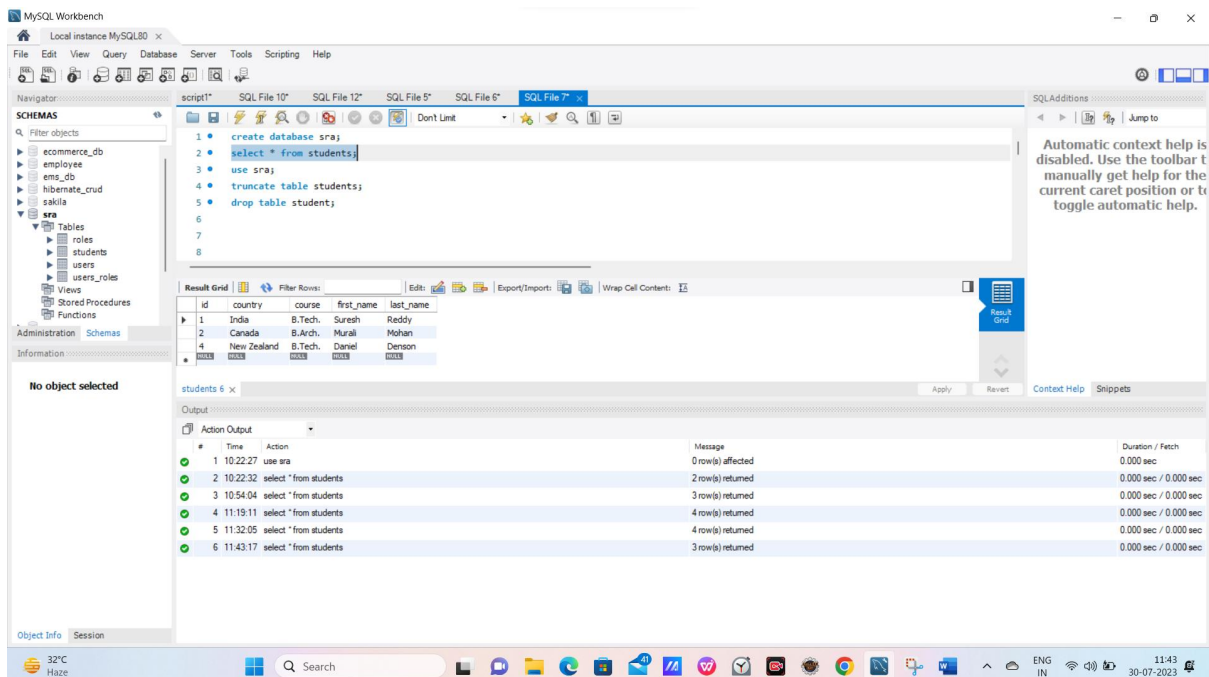 MySQL Workbench
Local instance MySQL80 ×
File Edit View Query Database Server Tools Scripting Help
Navigator
SCHEMAS
Filter objects
ecommerce_db
employee
ems_db
hibernate_crud
sakila
sra
Tables
roles
students
users
users_roles
Views
Stored Procedures
Functions
Administration Schemas
Information
No object selected
Object Info Session
script1* SQL File 10* SQL File 12* SQL File 5* SQL File 6* SQL File 7* ×
Don't Limit
1 create database sra;
2 select * from students;
3 use sra;
4 truncate table students;
5 drop table student;
6
7
8
Result Grid Filter Rows: Edit: Export/Import: Wrap Cell Content:
id country course first_name last_name
1 India B.Tech. Suresh Reddy
2 Canada B.Arch. Murali Mohan
4 New Zealand B.Tech. Daniel Denson
NULL NULL NULL NULL NULL
Result
Grid
students 6 × Apply Revert
SQLAdditions
Jump to
Automatic context help is
disabled. Use the toolbar t
manually get help for the
current caret position or to
toggle automatic help.
Context Help Snippets
Output
Action Output
# Time Action Message Duration / Fetch
1 10:22:27 use sra 0 row(s) affected 0.000 sec
2 10:22:32 select * from students 2 row(s) returned 0.000 sec / 0.000 sec
3 10:54:04 select * from students 3 row(s) returned 0.000 sec / 0.000 sec
4 11:19:11 select * from students 4 row(s) returned 0.000 sec / 0.000 sec
5 11:32:05 select * from students 4 row(s) returned 0.000 sec / 0.000 sec
6 11:43:17 select * from students 3 row(s) returned 0.000 sec / 0.000 sec
32°C
Haze
Search
41
ENG
IN
11:43
30-07-2023